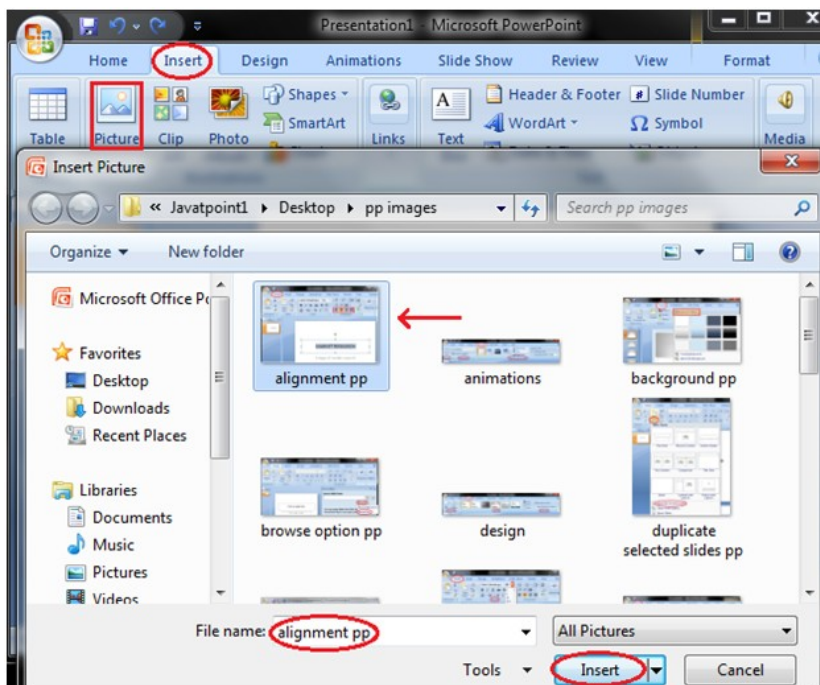 Presentation1 - Microsoft PowerPoint
Home Insert Design Animations Slide Show Review View Format
Shapes Header & Footer # Slide Number
SmartArt A WordArt Ω Symbol
Table Picture Clip Photo Links Text Media
Insert Picture
« Javatpoint1 Desktop pp images Search pp images
Organize New folder
Microsoft Office P
Favorites
Desktop
Downloads
Recent Places
Libraries
Documents
Music
Pictures
Videos
alignment pp animations background pp
browse option pp design duplicate
selected slides pp
File name: alignment pp All Pictures
Tools Insert Cancel